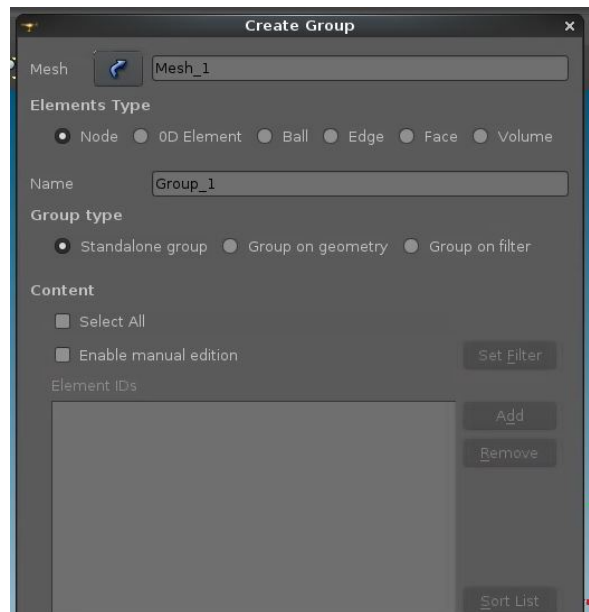 Create Group
Mesh Mesh_1
Elements Type
Node 0D Element Ball Edge Face Volume
Name Group_1
Group type
Standalone group Group on geometry Group on filter
Content
Select All
Enable manual edition Set Filter
Element IDs
Add
Remove
Sort List